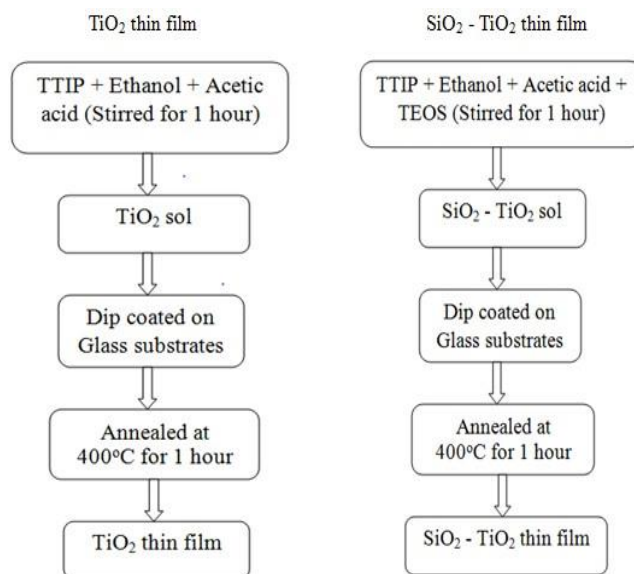 TiO₂ thin film
TTIP + Ethanol + Acetic
acid (Stirred for 1 hour)
TiO₂ sol
Dip coated on
Glass substrates
Annealed at
400ºC for 1 hour
TiO₂ thin film
SiO₂ - TiO₂ thin film
TTIP + Ethanol + Acetic acid +
TEOS (Stirred for 1 hour)
SiO₂ - TiO₂ sol
Dip coated on
Glass substrates
Annealed at
400ºC for 1 hour
SiO₂ - TiO₂ thin film